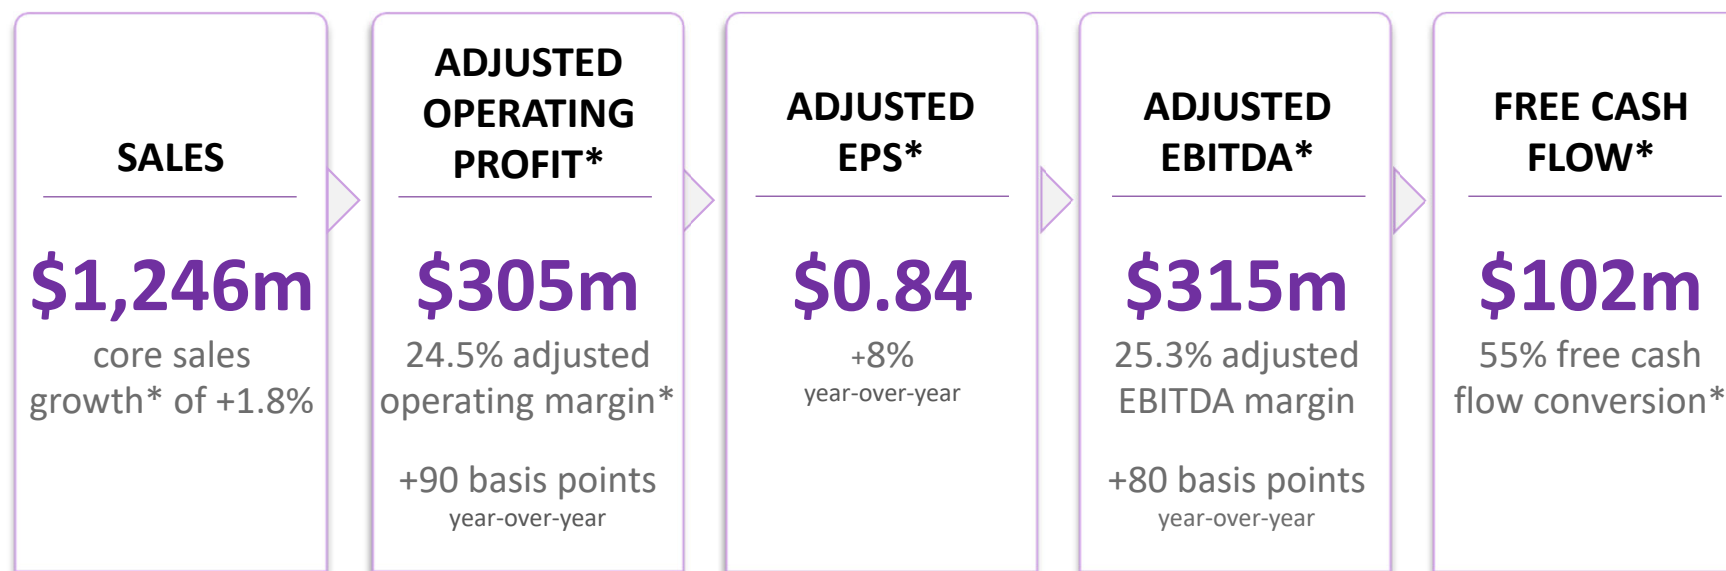 SALES
$1,246m
core sales
growth* of +1.8%
ADJUSTED
OPERATING
PROFIT*
$305m
24.5% adjusted
operating margin*
+90 basis points
year-over-year
ADJUSTED
EPS*
$0.84
+8%
year-over-year
ADJUSTED
EBITDA*
$315m
25.3% adjusted
EBITDA margin
+80 basis points
year-over-year
FREE CASH
FLOW*
$102m
55% free cash
flow conversion*